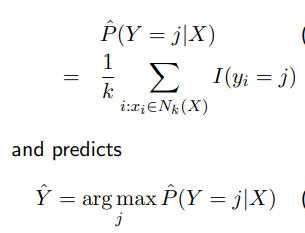 P̂(Y = j|X) (
= 1/k ∑_{i:x_i∈N_k(X)} I(y_i = j)
and predicts
Ŷ = arg max_j P̂(Y = j|X) (